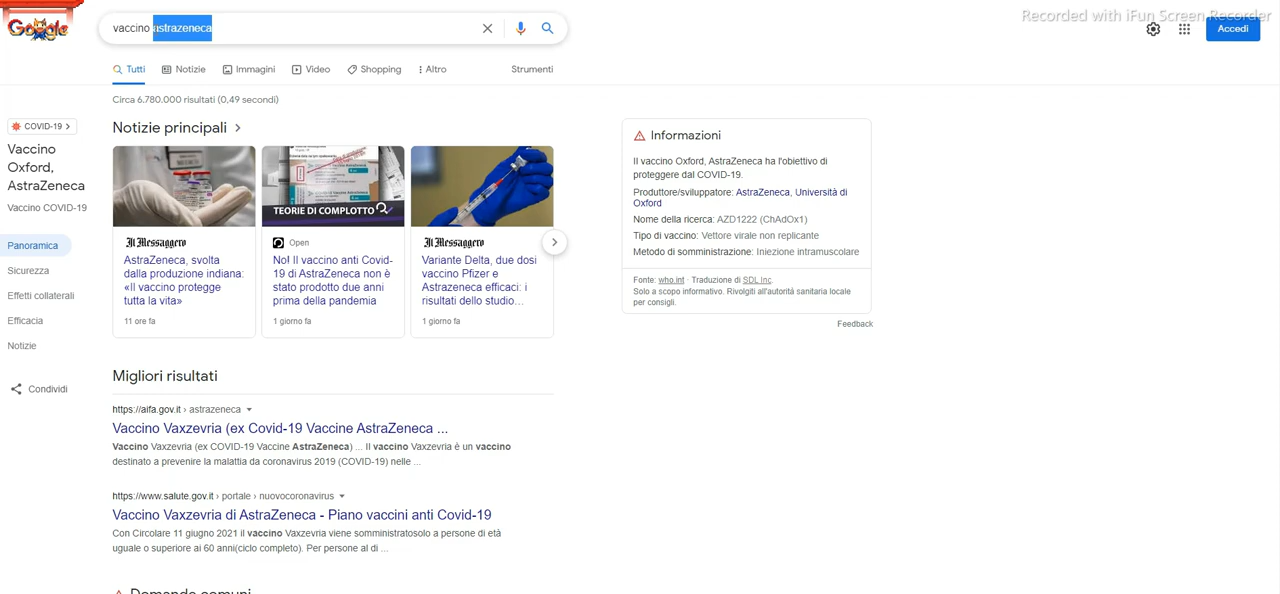 Recorded with iFun Screen Recorder
Google
vaccino astrazeneca
Accedi
Tutti
Notizie
Immagini
Video
Shopping
Altro
Strumenti
Circa 6.780.000 risultati (0,49 secondi)
COVID-19
Vaccino
Oxford,
AstraZeneca
Vaccino COVID-19
Panoramica
Sicurezza
Effetti collaterali
Efficacia
Notizie
Condividi
Notizie principali
Il Messaggero
AstraZeneca, svolta
dalla produzione indiana:
«Il vaccino protegge
tutta la vita»
11 ore fa
TEORIE DI COMPLOTTO
Open
No! Il vaccino anti Covid-
19 di AstraZeneca non è
stato prodotto due anni
prima della pandemia
1 giorno fa
Il Messaggero
Variante Delta, due dosi
vaccino Pfizer e
Astrazeneca efficaci: i
risultati dello studio...
1 giorno fa
Migliori risultati
https://aifa.gov.it › astrazeneca
Vaccino Vaxzevria (ex Covid-19 Vaccine AstraZeneca ...
Vaccino Vaxzevria (ex COVID-19 Vaccine AstraZeneca) ... Il vaccino Vaxzevria è un vaccino
destinato a prevenire la malattia da coronavirus 2019 (COVID-19) nelle ...
https://www.salute.gov.it › portale › nuovocoronavirus
Vaccino Vaxzevria di AstraZeneca - Piano vaccini anti Covid-19
Con Circolare 11 giugno 2021 il vaccino Vaxzevria viene somministratosolo a persone di età
uguale o superiore ai 60 anni(ciclo completo). Per persone al di ...
Domande comuni
Informazioni
Il vaccino Oxford, AstraZeneca ha l'obiettivo di
proteggere dal COVID-19.
Produttore/sviluppatore: AstraZeneca, Università di
Oxford
Nome della ricerca: AZD1222 (ChAdOx1)
Tipo di vaccino: Vettore virale non replicante
Metodo di somministrazione: Iniezione intramuscolare
Fonte: who.int · Traduzione di SDL Inc.
Solo a scopo informativo. Rivolgiti all'autorità sanitaria locale
per consigli.
Feedback